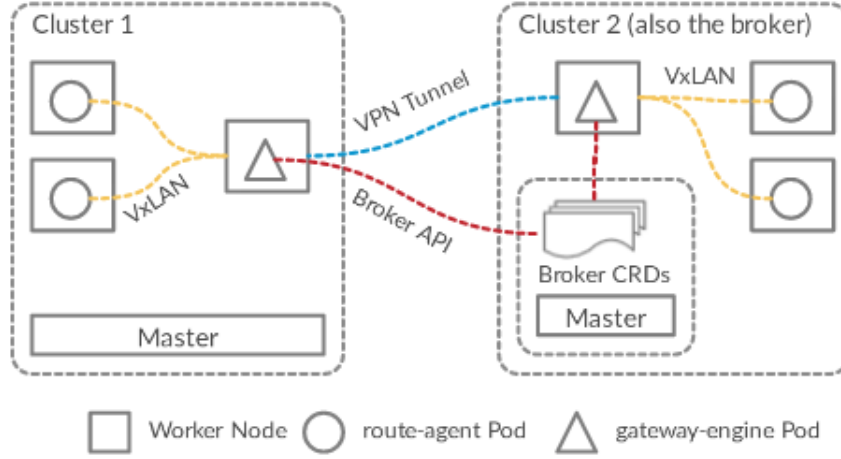 Cluster 1
Cluster 2 (also the broker)
VPN Tunnel
VxLAN
VxLAN
Broker API
Broker CRDs
Master
Master
Worker Node
route-agent Pod
gateway-engine Pod